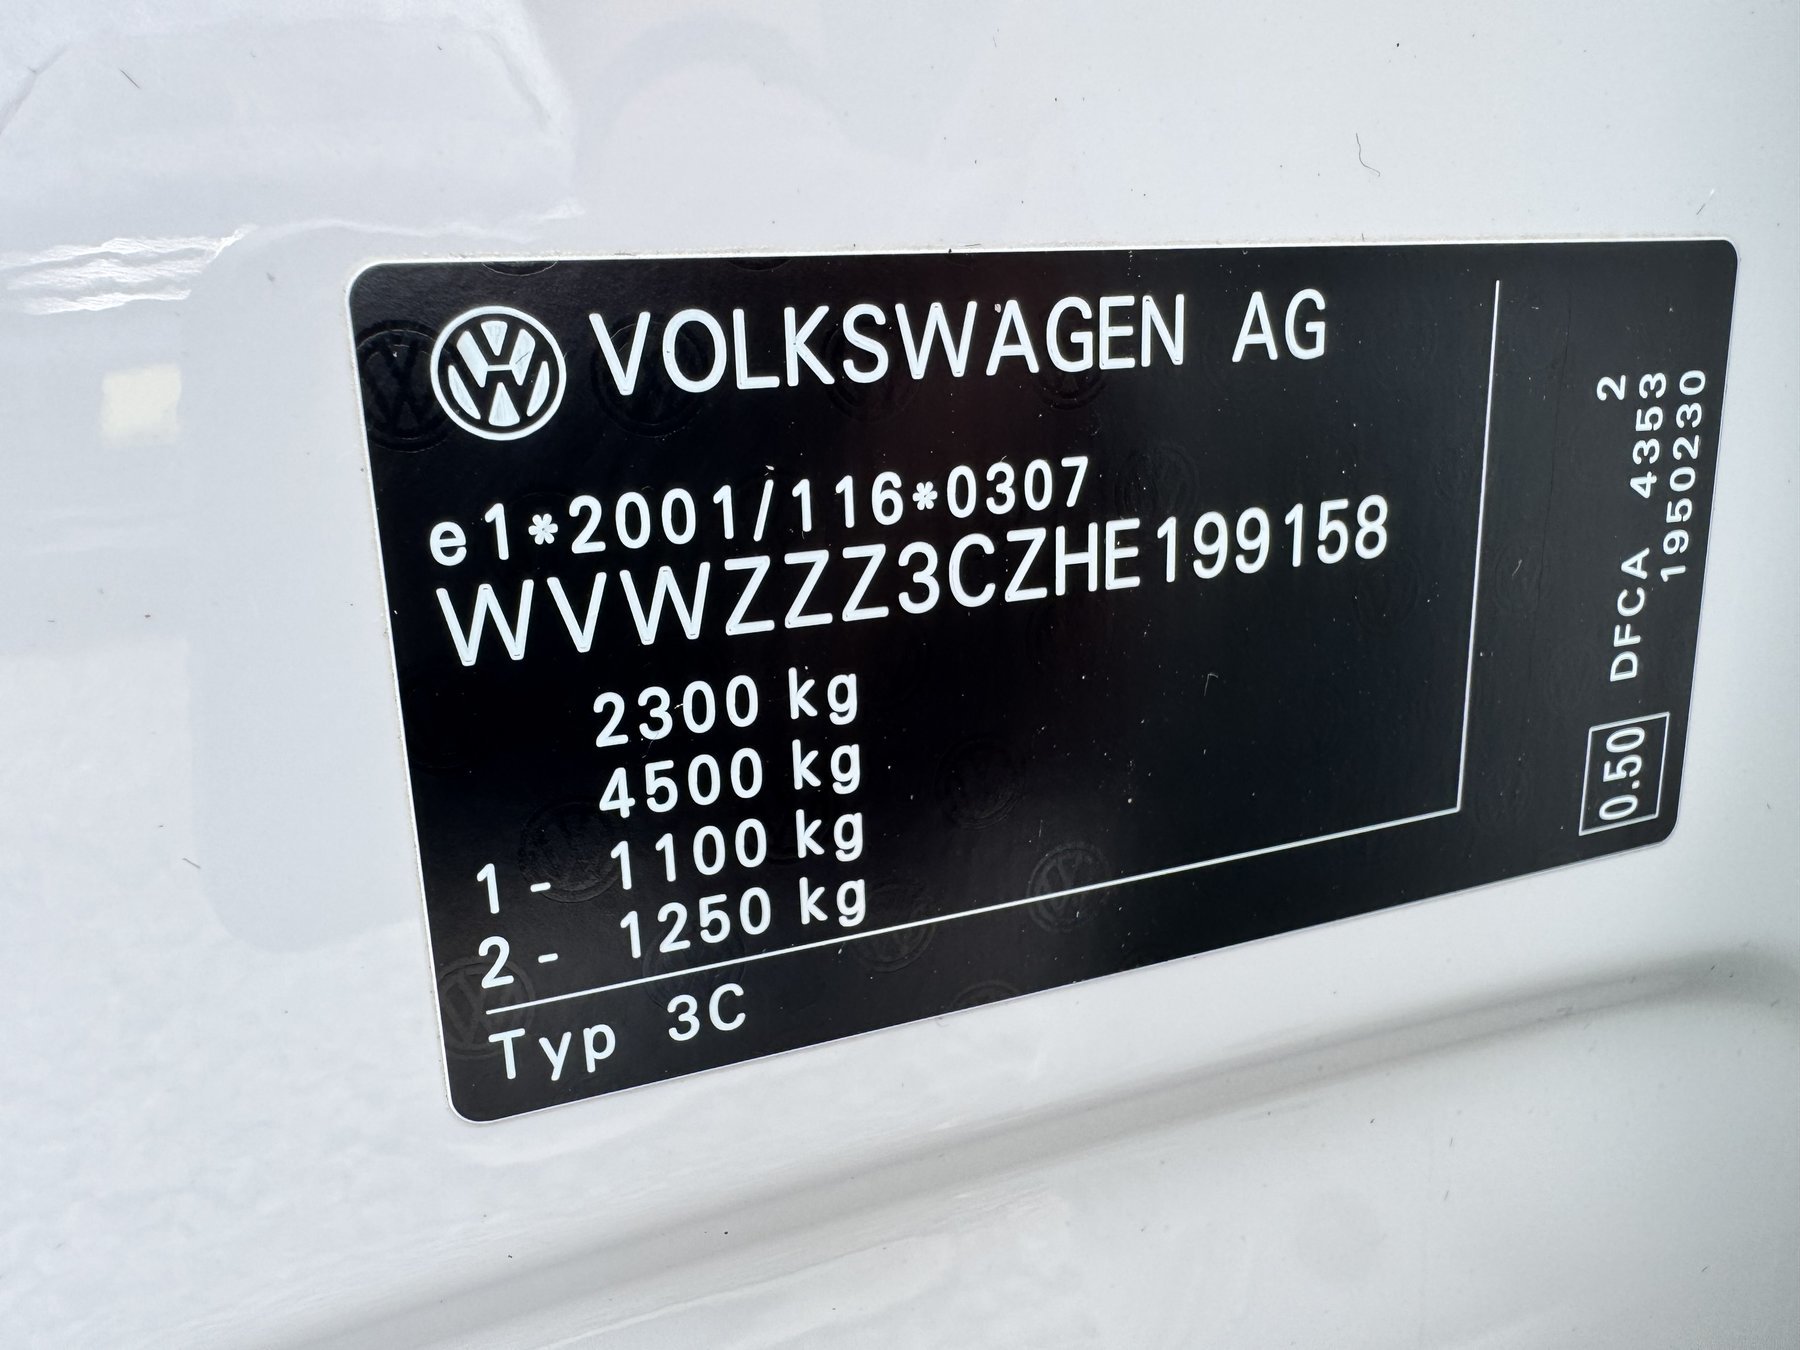 VOLKSWAGEN AG
e1*2001/116*0307
WVWZZZ3CZHE199158
2300 kg
4500 kg
1 - 1100 kg
2 - 1250 kg
Typ 3C
2
DFCA 4353
1950230
0.50